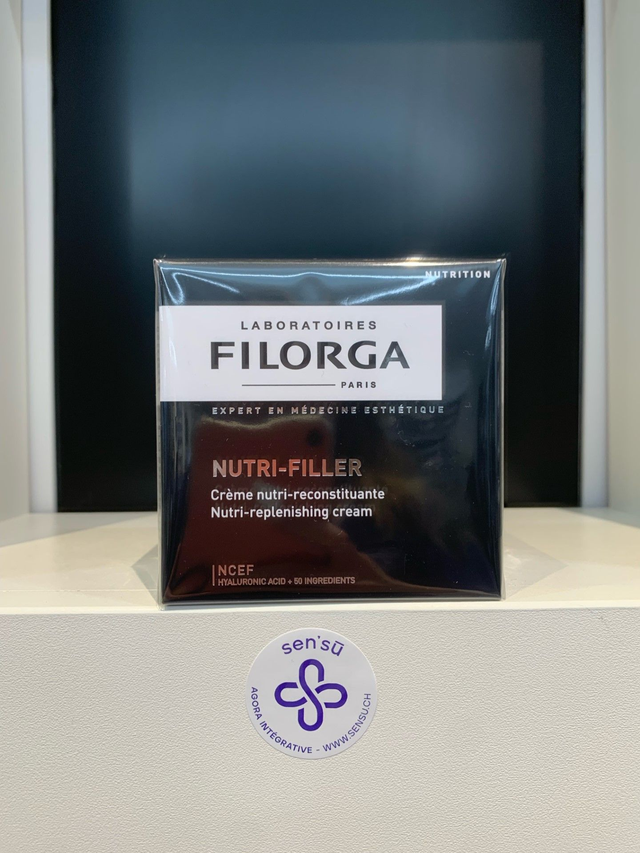 NUTRITION
LABORATOIRES
FILORGA
PARIS
EXPERT EN MÉDECINE ESTHÉTIQUE
NUTRI-FILLER
Crème nutri-reconstituante
Nutri-replenishing cream
NCEF
HYALURONIC ACID + 50 INGREDIENTS
sen'sū
AGORA INTÉGRATIVE - WWW.SENSU.CH